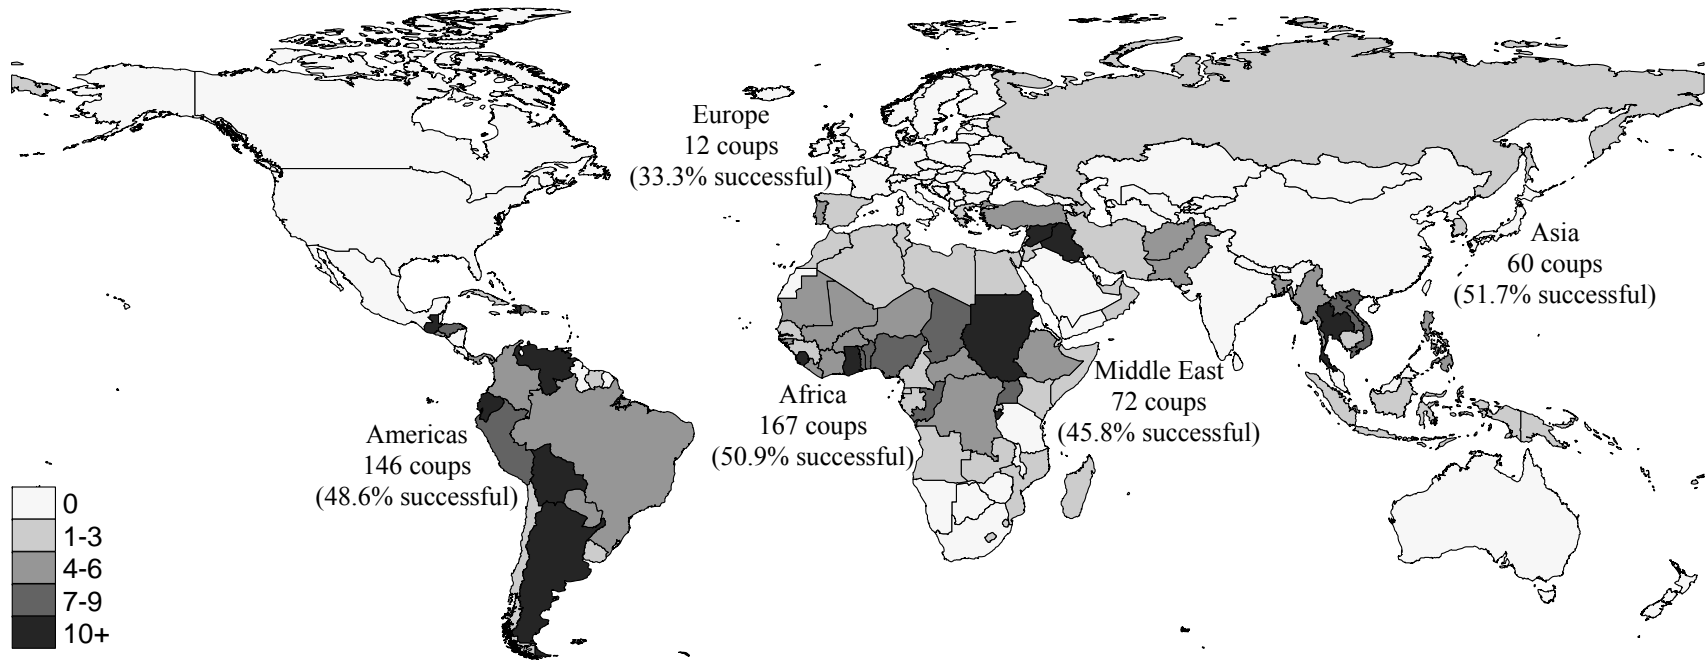 Europe
12 coups
(33.3% successful)
Asia
60 coups
(51.7% successful)
Middle East
72 coups
(45.8% successful)
Africa
167 coups
(50.9% successful)
Americas
146 coups
(48.6% successful)
0
1-3
4-6
7-9
10+